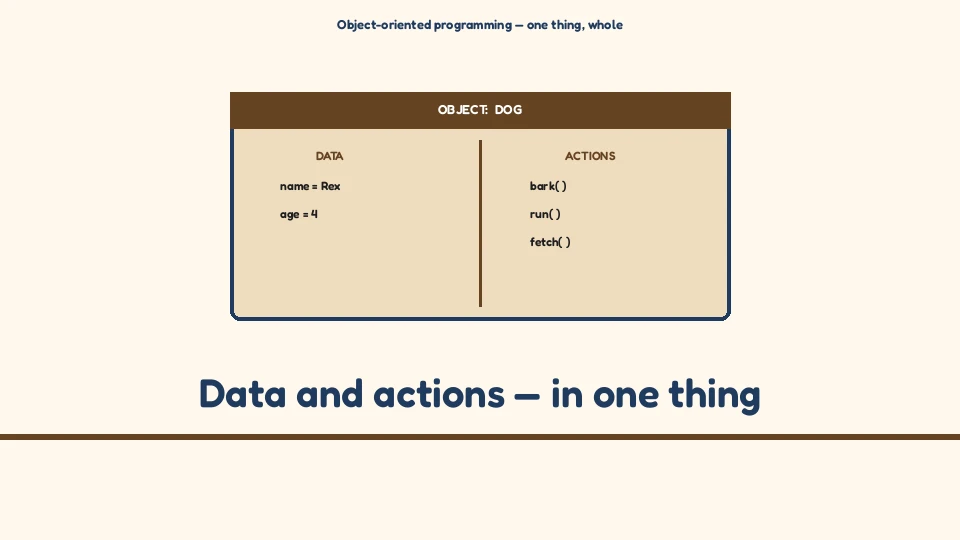 Object-oriented programming — one thing, whole
OBJECT: DOG
DATA
name = Rex
age = 4
ACTIONS
bark( )
run( )
fetch( )
Data and actions — in one thing